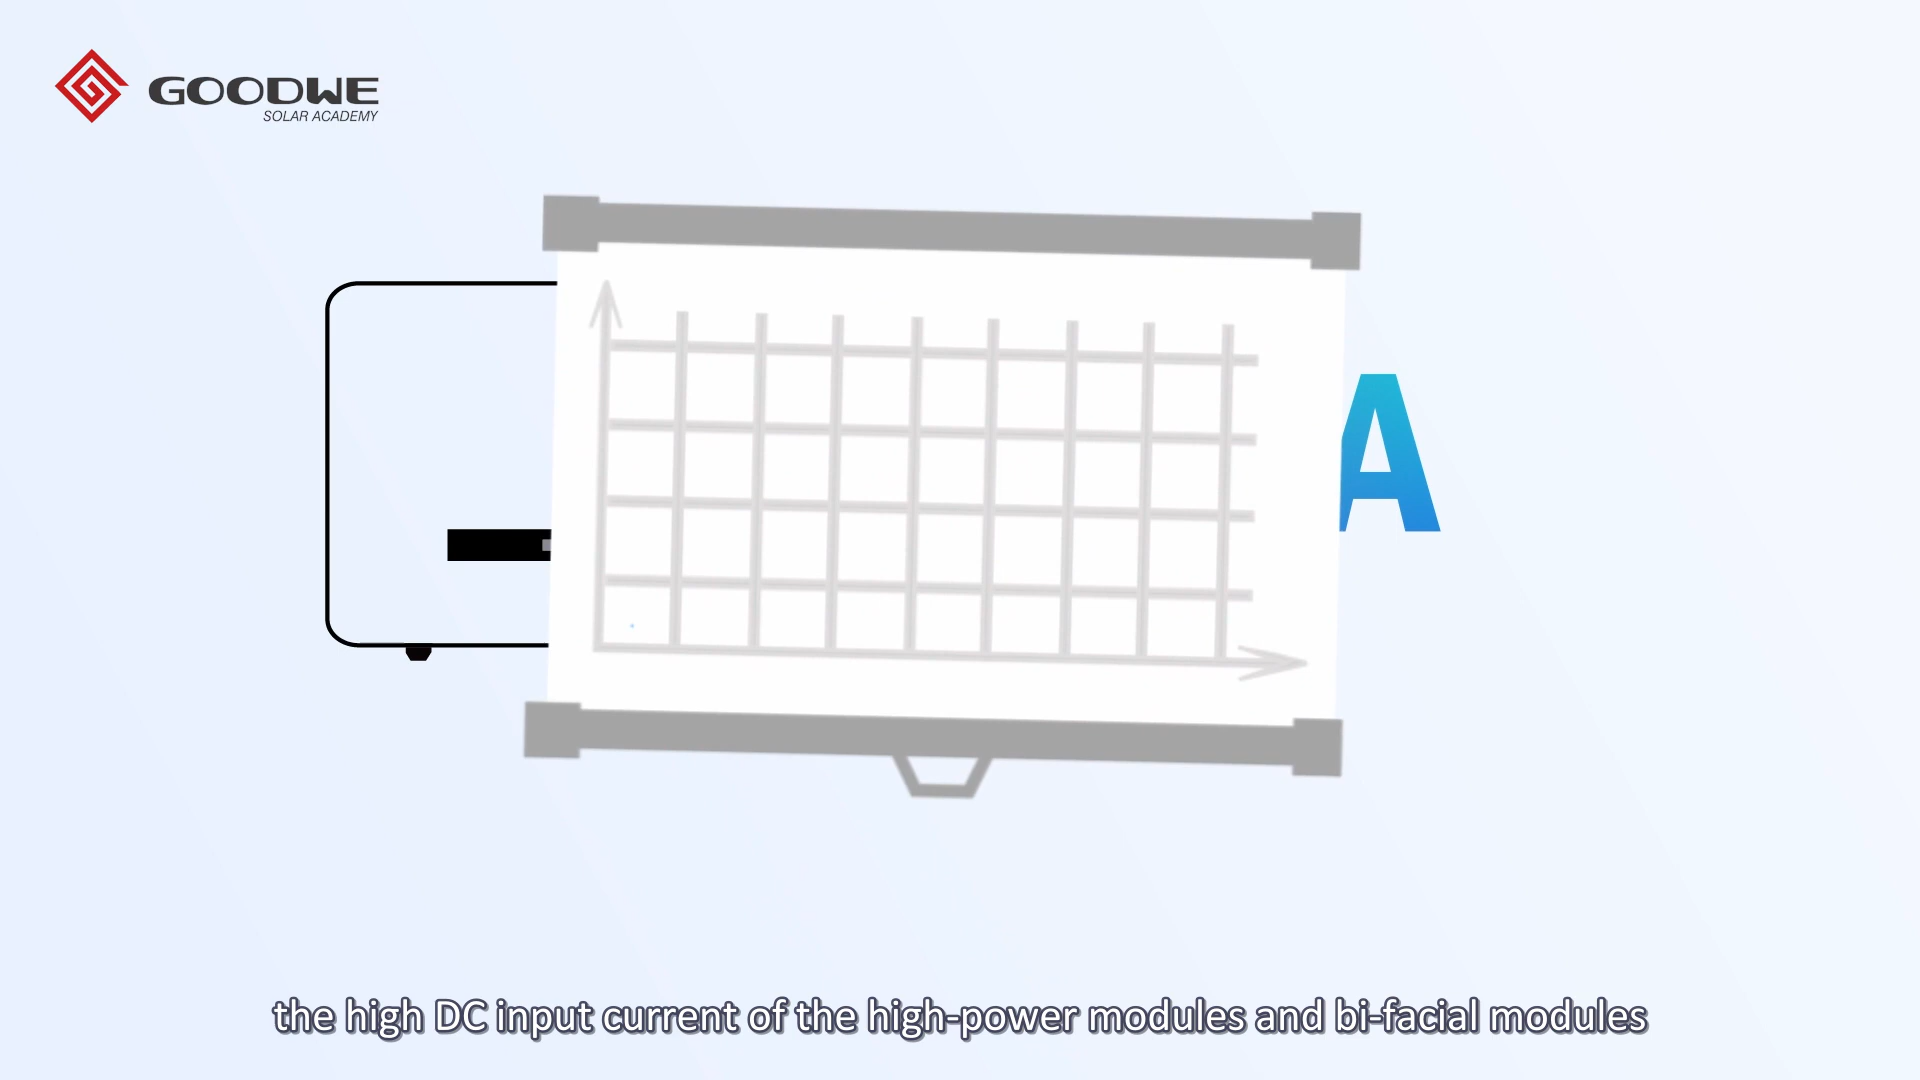 GOODWE
SOLAR ACADEMY
A
the high DC input current of the high-power modules and bi-facial modules